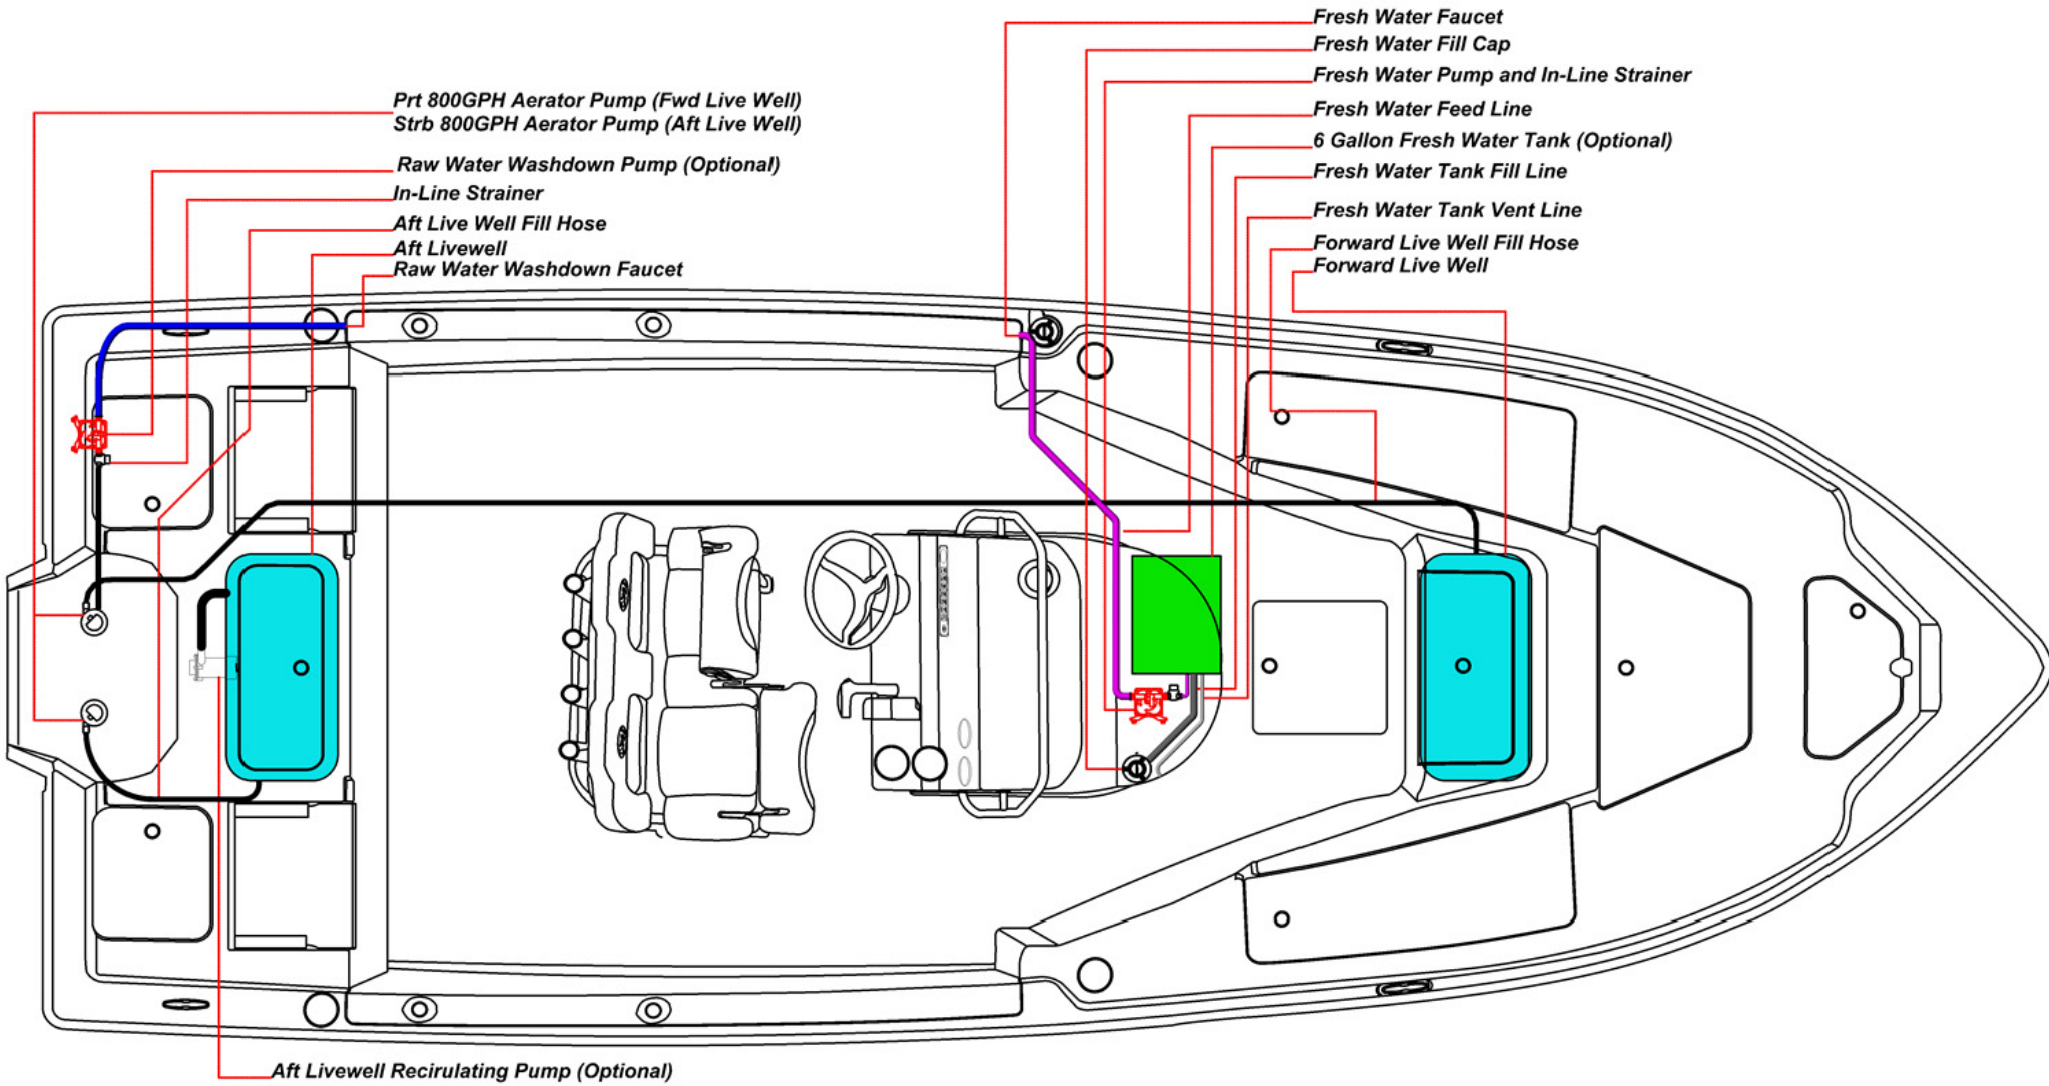 Prt 800GPH Aerator Pump (Fwd Live Well)
Strb 800GPH Aerator Pump (Aft Live Well)
Raw Water Washdown Pump (Optional)
In-Line Strainer
Aft Live Well Fill Hose
Aft Livewell
Raw Water Washdown Faucet
Fresh Water Faucet
Fresh Water Fill Cap
Fresh Water Pump and In-Line Strainer
Fresh Water Feed Line
6 Gallon Fresh Water Tank (Optional)
Fresh Water Tank Fill Line
Fresh Water Tank Vent Line
Forward Live Well Fill Hose
Forward Live Well
Aft Livewell Recirulating Pump (Optional)